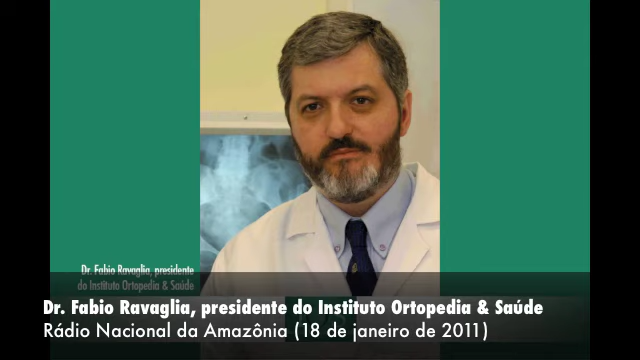 Dr. Fabio Ravaglia, presidente
do Instituto Ortopedia & Saúde
Dr. Fabio Ravaglia, presidente do Instituto Ortopedia & Saúde
Rádio Nacional da Amazônia (18 de janeiro de 2011)